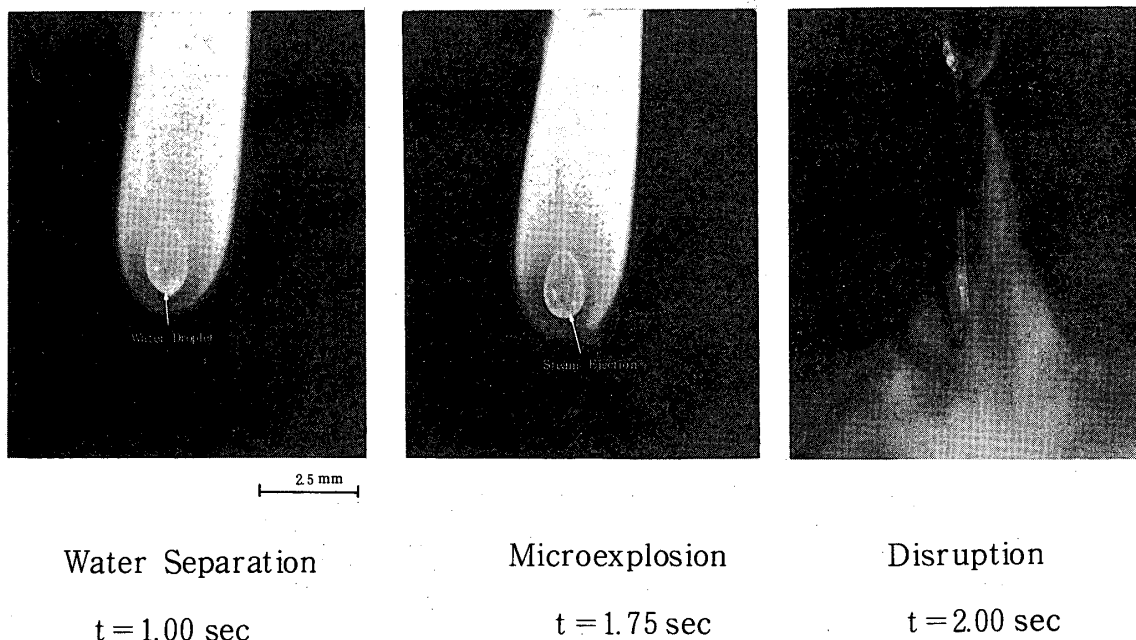 Water Droplet
Steam Ejection
2.5 mm
Water Separation
Microexplosion
Disruption
t = 1.00 sec
t = 1.75 sec
t = 2.00 sec